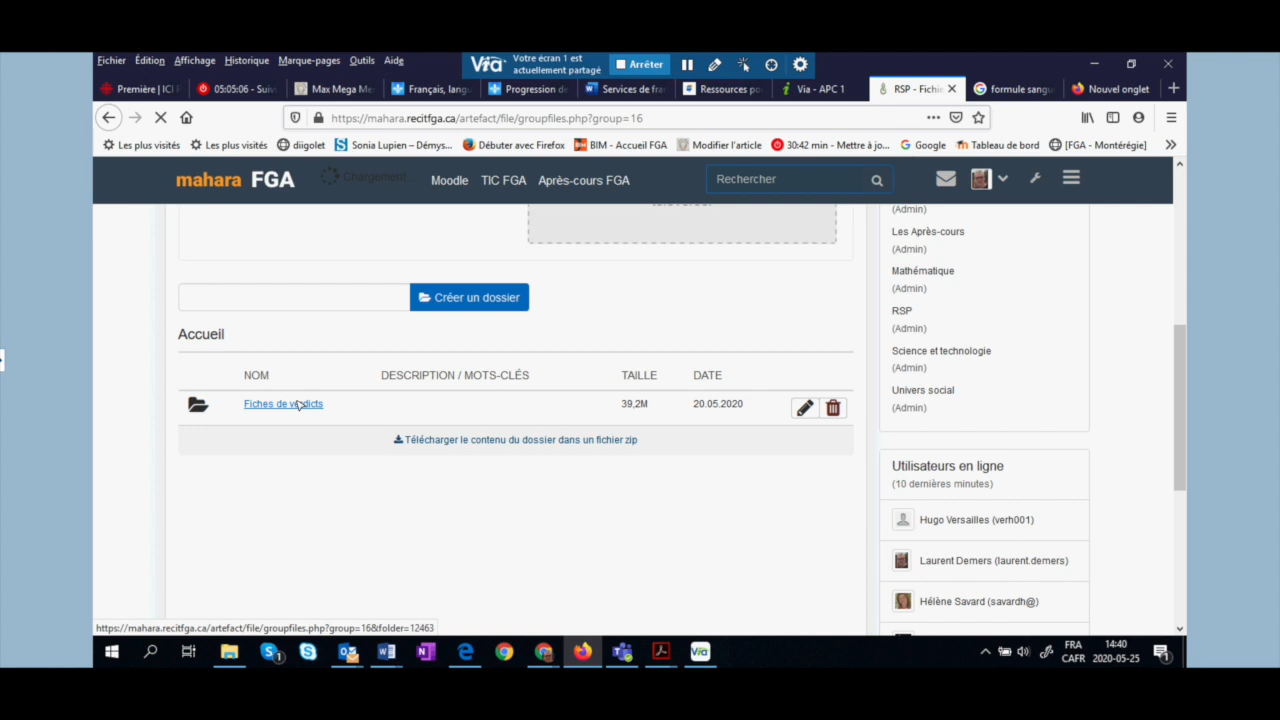 Fichier Édition Affichage Historique Marque-pages Outils Aide
Via Votre écran 1 est
actuellement partagé
Arrêter
Première | ICI
05:05:06 - Suiv
Max Mega Me
Français, langu
Progression de
Services de fra
Ressources po
Via - APC 1
RSP - Fichie
formule sangu
Nouvel onglet
https://mahara.recitfga.ca/artefact/file/groupfiles.php?group=16
Les plus visités Les plus visités diigolet Sonia Lupien – Démys... Débuter avec Firefox BIM - Accueil FGA Modifier l'article 30:42 min - Mettre à jo... Google Tableau de bord [FGA - Montérégie]
mahara FGA Chargement... Moodle TIC FGA Après-cours FGA Rechercher
(Admin)
Les Après-cours
(Admin)
Mathématique
(Admin)
RSP
(Admin)
Science et technologie
(Admin)
Univers social
(Admin)
Créer un dossier
Accueil
NOM DESCRIPTION / MOTS-CLÉS TAILLE DATE
Fiches de verdicts 39,2M 20.05.2020
Télécharger le contenu du dossier dans un fichier zip
Utilisateurs en ligne
(10 dernières minutes)
Hugo Versailles (verh001)
Laurent Demers (laurent.demers)
Hélène Savard (savardh@)
https://mahara.recitfga.ca/artefact/file/groupfiles.php?group=16&folder=12463
FRA
CAFR
14:40
2020-05-25